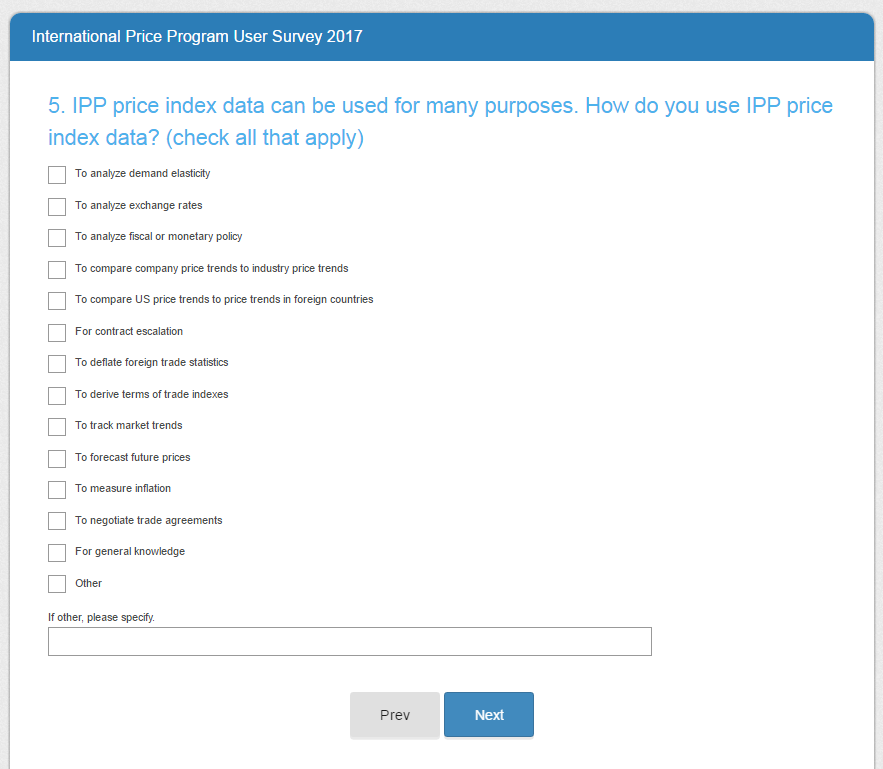 International Price Program User Survey 2017
5. IPP price index data can be used for many purposes. How do you use IPP price
index data? (check all that apply)
To analyze demand elasticity
To analyze exchange rates
To analyze fiscal or monetary policy
To compare company price trends to industry price trends
To compare US price trends to price trends in foreign countries
For contract escalation
To deflate foreign trade statistics
To derive terms of trade indexes
To track market trends
To forecast future prices
To measure inflation
To negotiate trade agreements
For general knowledge
Other
If other, please specify.
Prev Next